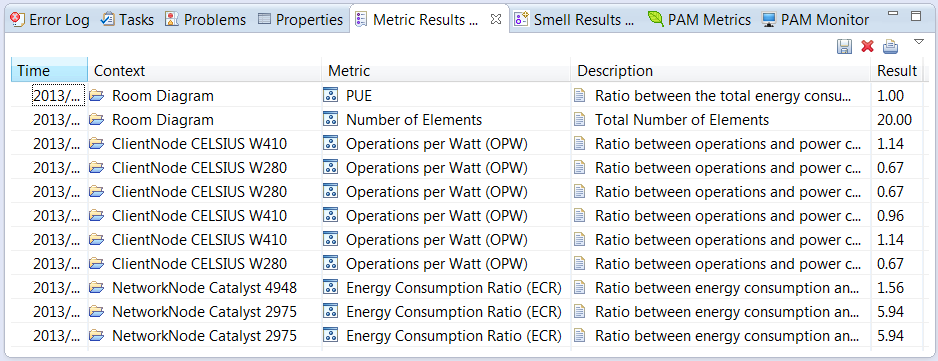 Error Log Tasks Problems Properties Metric Results ... Smell Results ... PAM Metrics PAM Monitor
Time Context Metric Description Result
2013/... Room Diagram PUE Ratio between the total energy consu... 1.00
2013/... Room Diagram Number of Elements Total Number of Elements 20.00
2013/... ClientNode CELSIUS W410 Operations per Watt (OPW) Ratio between operations and power c... 1.14
2013/... ClientNode CELSIUS W280 Operations per Watt (OPW) Ratio between operations and power c... 0.67
2013/... ClientNode CELSIUS W280 Operations per Watt (OPW) Ratio between operations and power c... 0.67
2013/... ClientNode CELSIUS W410 Operations per Watt (OPW) Ratio between operations and power c... 0.96
2013/... ClientNode CELSIUS W410 Operations per Watt (OPW) Ratio between operations and power c... 1.14
2013/... ClientNode CELSIUS W280 Operations per Watt (OPW) Ratio between operations and power c... 0.67
2013/... NetworkNode Catalyst 4948 Energy Consumption Ratio (ECR) Ratio between energy consumption an... 1.56
2013/... NetworkNode Catalyst 2975 Energy Consumption Ratio (ECR) Ratio between energy consumption an... 5.94
2013/... NetworkNode Catalyst 2975 Energy Consumption Ratio (ECR) Ratio between energy consumption an... 5.94